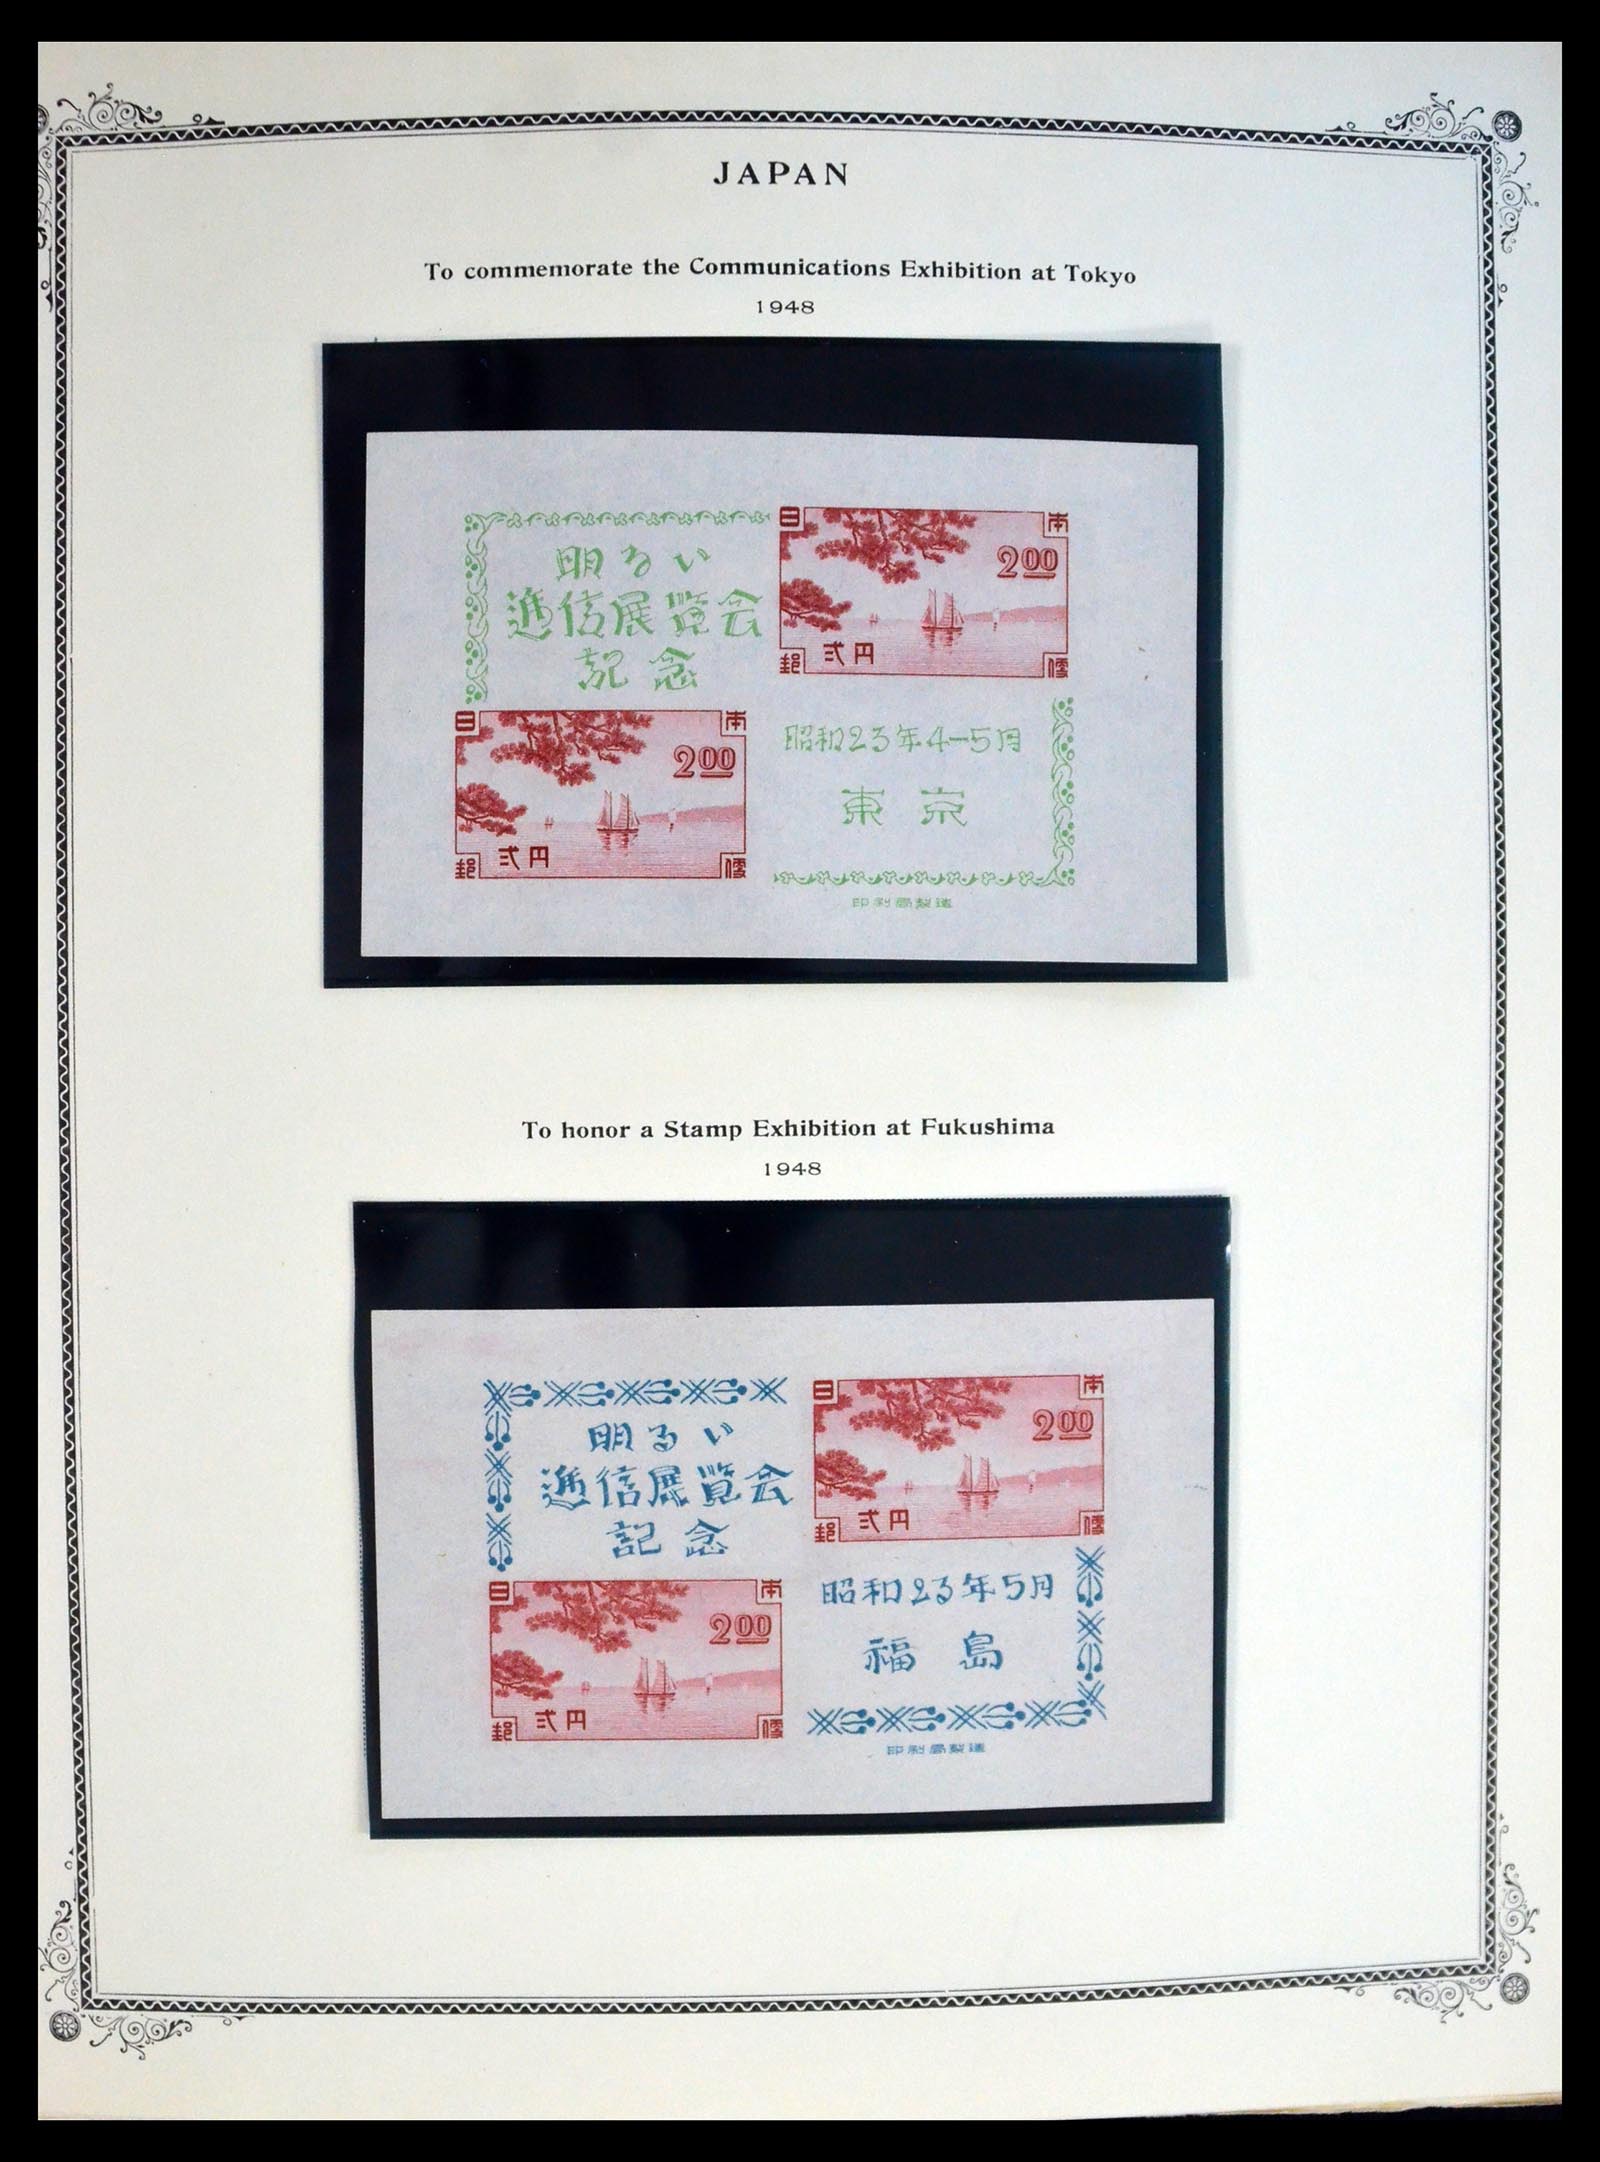 JAPAN
To commemorate the Communications Exhibition at Tokyo
1948
明るい
逓信展覧会
記念
日本
2.00
弐円
郵便
日本
2.00
弐円
郵便
昭和23年4-5月
東京
印刷局製造
To honor a Stamp Exhibition at Fukushima
1948
明るい
逓信展覧会
記念
日本
2.00
弐円
郵便
日本
2.00
弐円
郵便
昭和23年5月
福島
印刷局製造